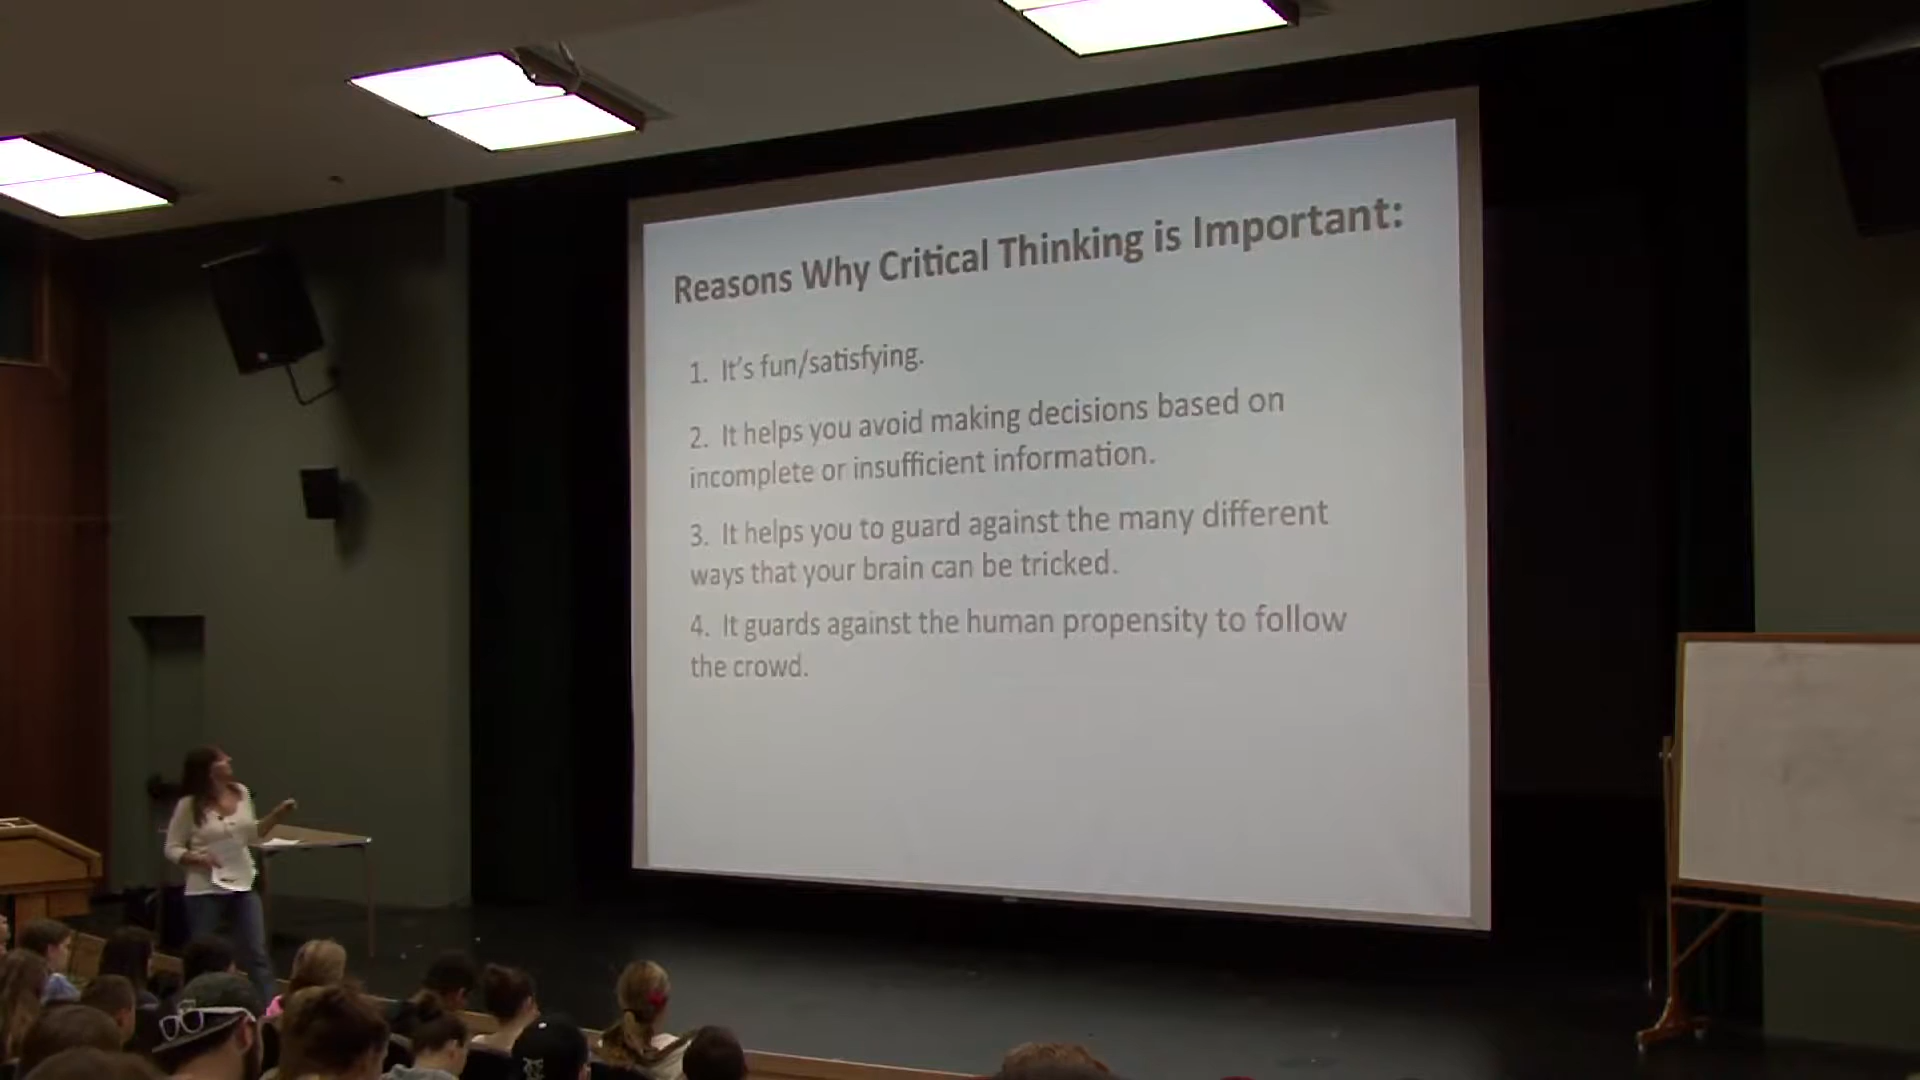 Reasons Why Critical Thinking is Important:
1. It's fun/satisfying.
2. It helps you avoid making decisions based on
incomplete or insufficient information.
3. It helps you to guard against the many different
ways that your brain can be tricked.
4. It guards against the human propensity to follow
the crowd.